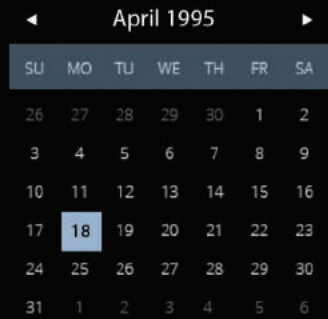 ◄ April 1995 ►
SU MO TU WE TH FR SA
26 27 28 29 30 1 2
3 4 5 6 7 8 9
10 11 12 13 14 15 16
17 18 19 20 21 22 23
24 25 26 27 28 29 30
31 1 2 3 4 5 6